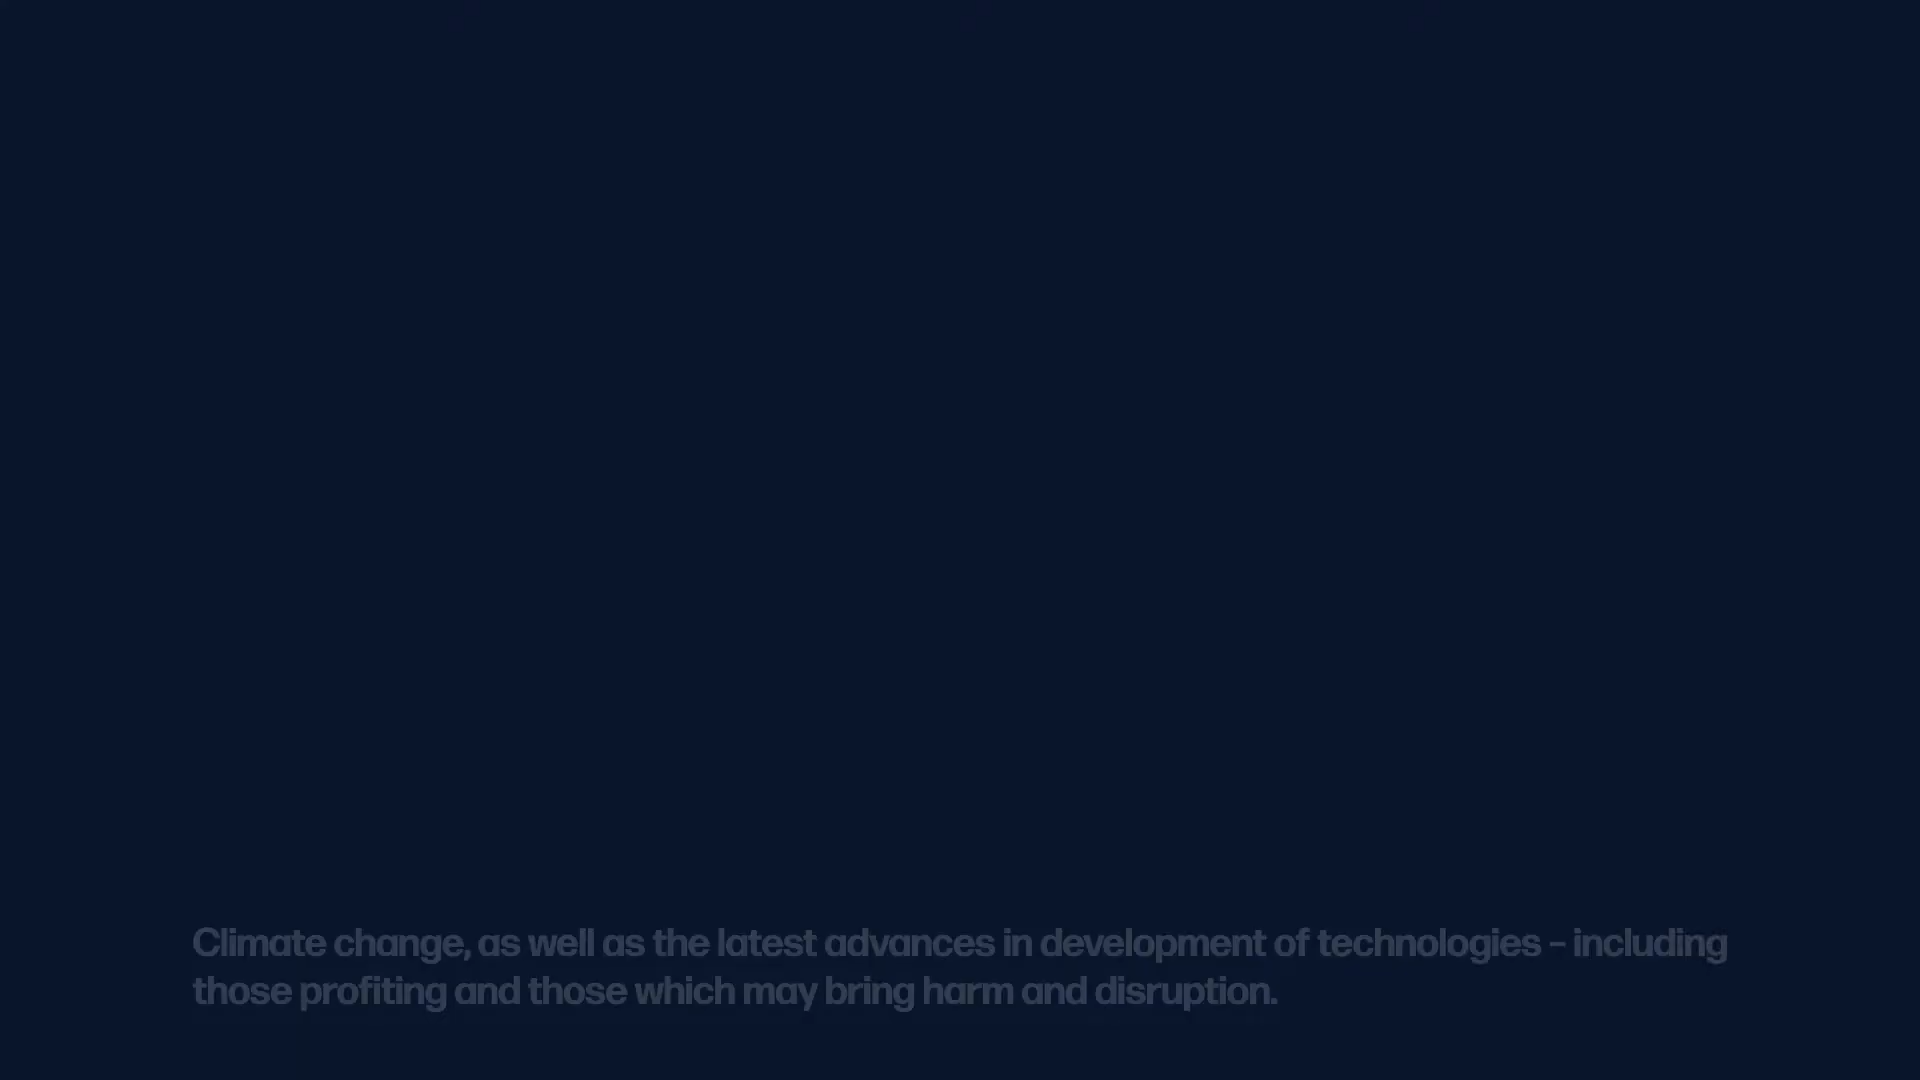 Climate change, as well as the latest advances in development of technologies – including
those profiting and those which may bring harm and disruption.